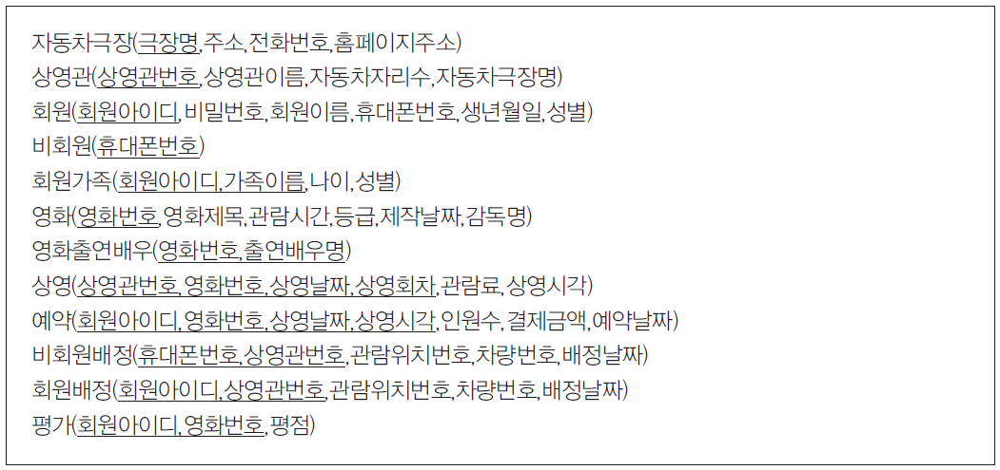 자동차극장(극장명,주소,전화번호,홈페이지주소)
상영관(상영관번호,상영관이름,자동차자리수,자동차극장명)
회원(회원아이디,비밀번호,회원이름,휴대폰번호,생년월일,성별)
비회원(휴대폰번호)
회원가족(회원아이디,가족이름,나이,성별)
영화(영화번호,영화제목,관람시간,등급,제작날짜,감독명)
영화출연배우(영화번호,출연배우명)
상영(상영관번호,영화번호,상영날짜,상영회차,관람료,상영시각)
예약(회원아이디,영화번호,상영날짜,상영시각,인원수,결제금액,예약날짜)
비회원배정(휴대폰번호,상영관번호,관람위치번호,차량번호,배정날짜)
회원배정(회원아이디,상영관번호,관람위치번호,차량번호,배정날짜)
평가(회원아이디,영화번호,평점)